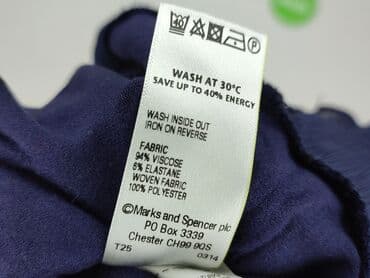 40 P
WASH AT 30°C
SAVE UP TO 40% ENERGY
WASH INSIDE OUT
IRON ON REVERSE
FABRIC
94% VISCOSE
6% ELASTANE
WOVEN FABRIC
100% POLYESTER
©Marks and Spencer plc
PO Box 3339
Chester CH99 9QS
T25 0314